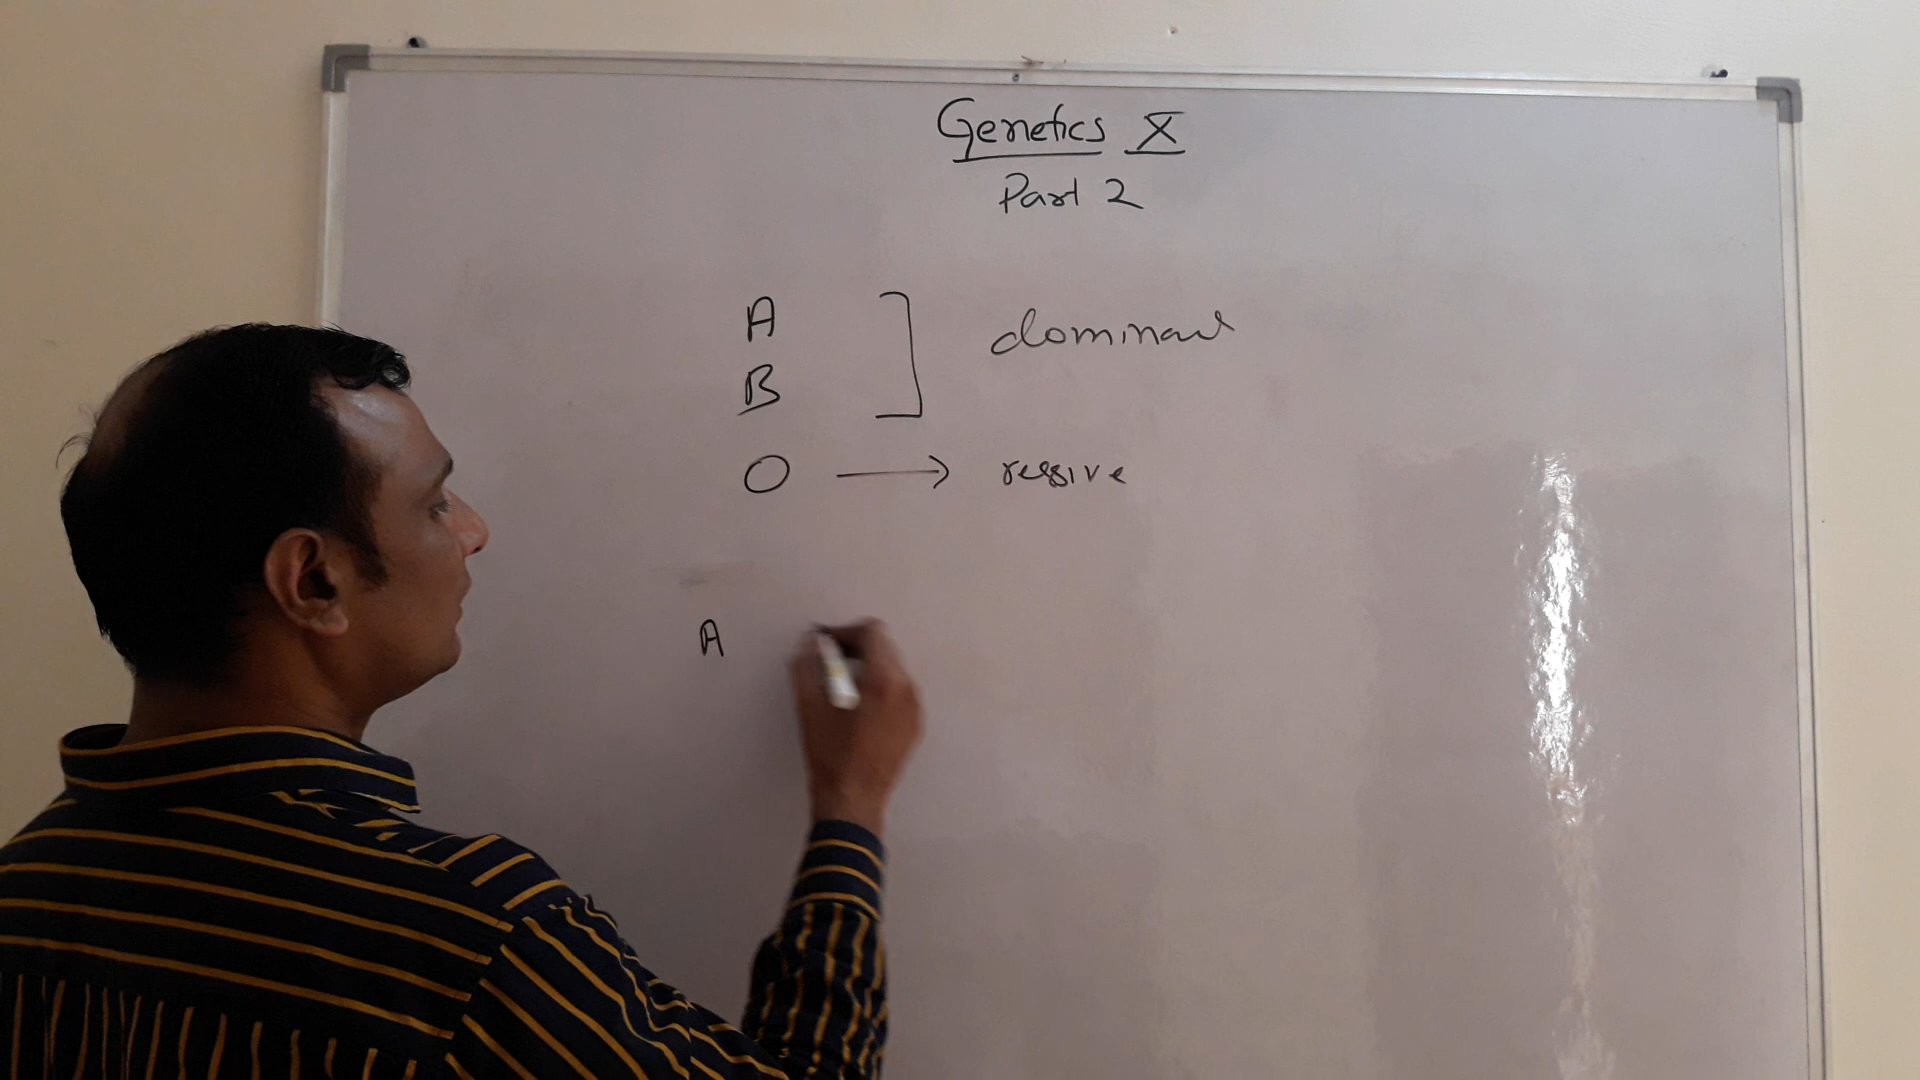 Genetics X
Part 2
A
B
dominant
O → ressive
A